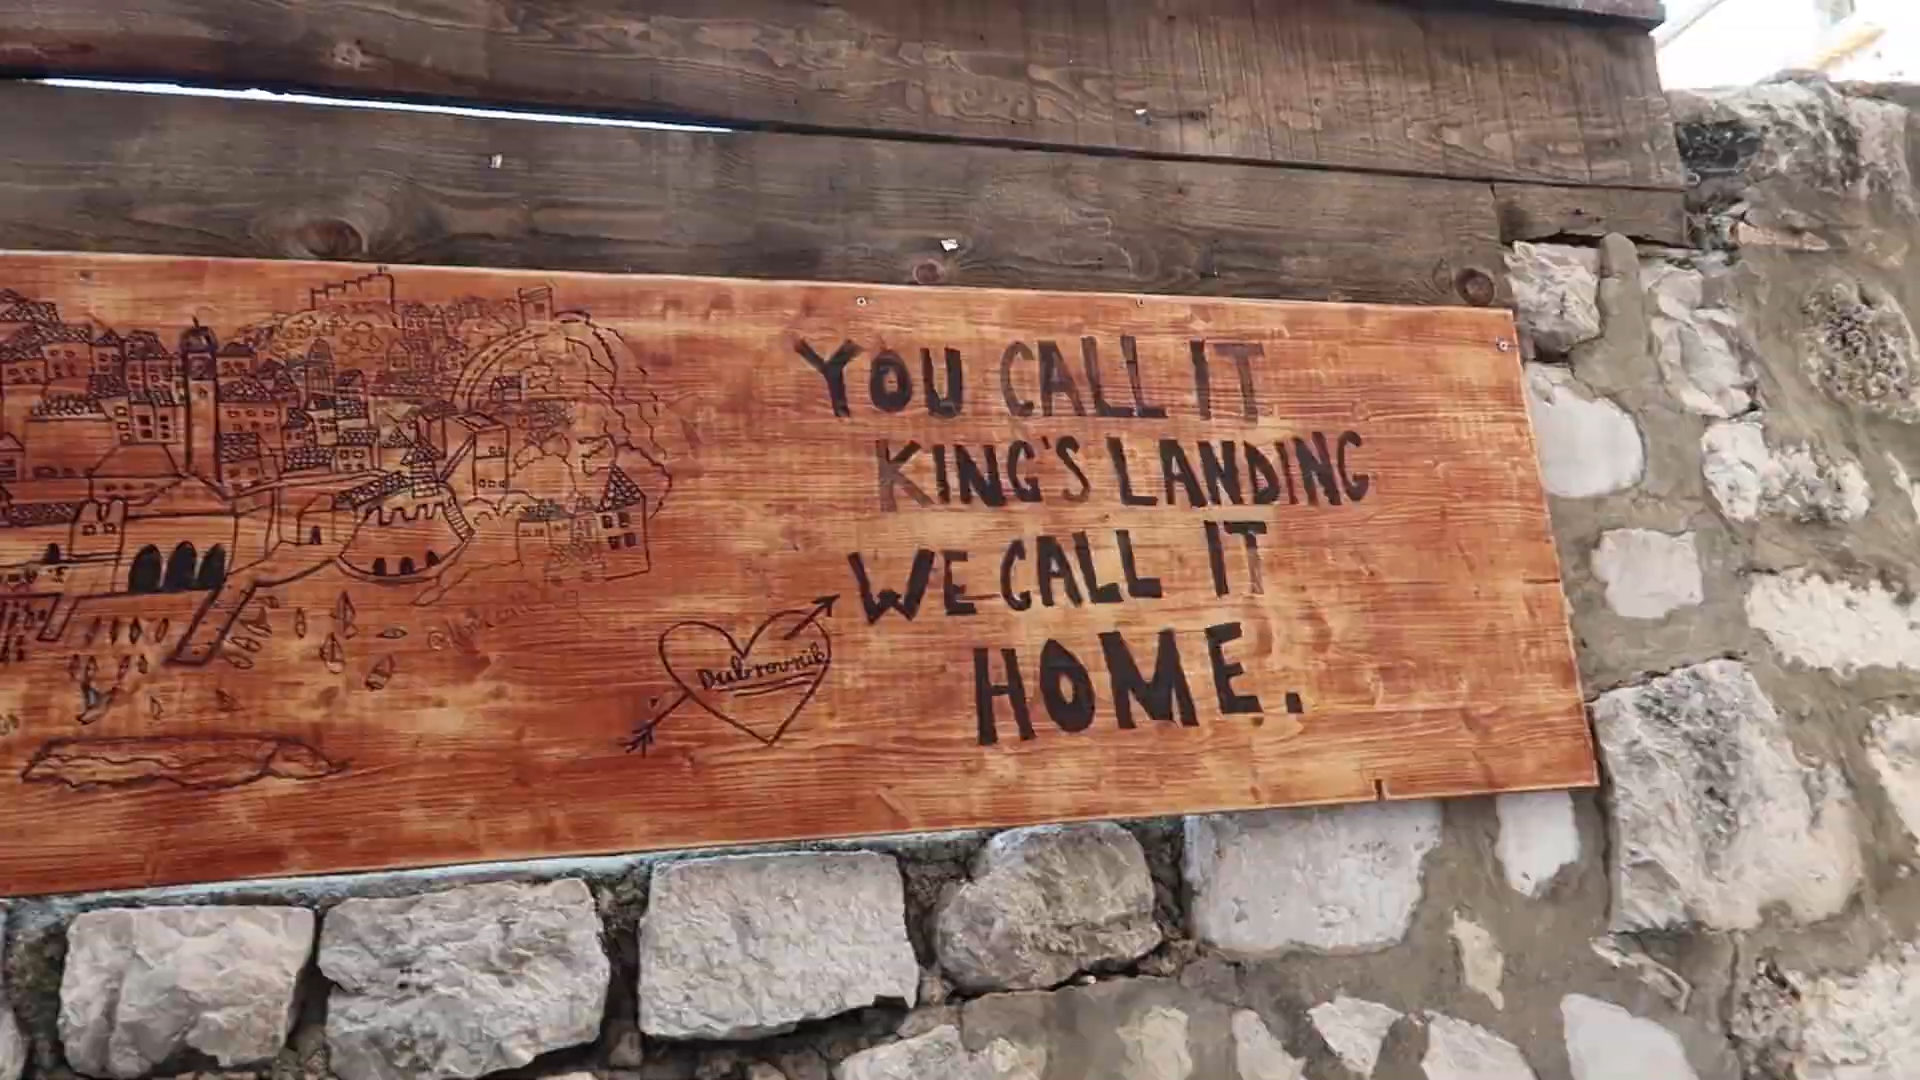 YOU CALL IT
KING'S LANDING
WE CALL IT
HOME.
Dubrovnik